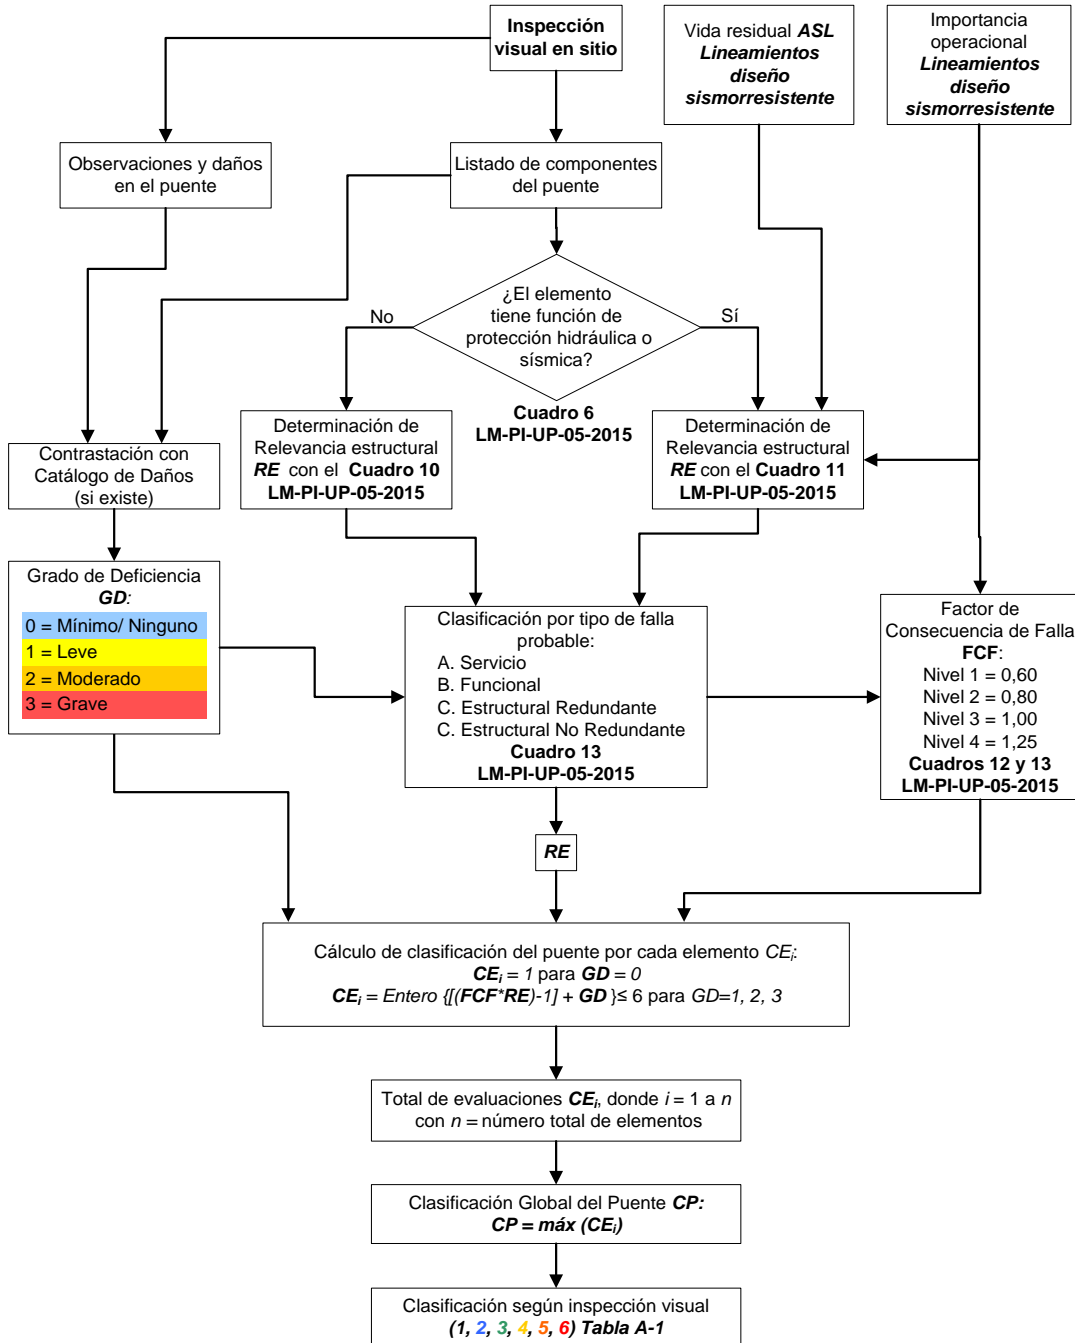 Inspección
visual en sitio
Vida residual ASL
Lineamientos
diseño
sismorresistente
Importancia
operacional
Lineamientos
diseño
sismorresistente
Observaciones y daños
en el puente
Listado de componentes
del puente
¿El elemento
tiene función de
protección hidráulica o
sísmica?
No
Sí
Cuadro 6
LM-PI-UP-05-2015
Contrastación con
Catálogo de Daños
(si existe)
Determinación de
Relevancia estructural
RE con el Cuadro 10
LM-PI-UP-05-2015
Determinación de
Relevancia estructural
RE con el Cuadro 11
LM-PI-UP-05-2015
Grado de Deficiencia
GD:
0 = Mínimo/ Ninguno
1 = Leve
2 = Moderado
3 = Grave
Clasificación por tipo de falla
probable:
A. Servicio
B. Funcional
C. Estructural Redundante
C. Estructural No Redundante
Cuadro 13
LM-PI-UP-05-2015
Factor de
Consecuencia de Falla
FCF:
Nivel 1 = 0,60
Nivel 2 = 0,80
Nivel 3 = 1,00
Nivel 4 = 1,25
Cuadros 12 y 13
LM-PI-UP-05-2015
RE
Cálculo de clasificación del puente por cada elemento CEi:
CEi = 1 para GD = 0
CEi = Entero {[(FCF*RE)-1] + GD }≤ 6 para GD=1, 2, 3
Total de evaluaciones CEi, donde i = 1 a n
con n = número total de elementos
Clasificación Global del Puente CP:
CP = máx (CEi)
Clasificación según inspección visual
(1, 2, 3, 4, 5, 6) Tabla A-1